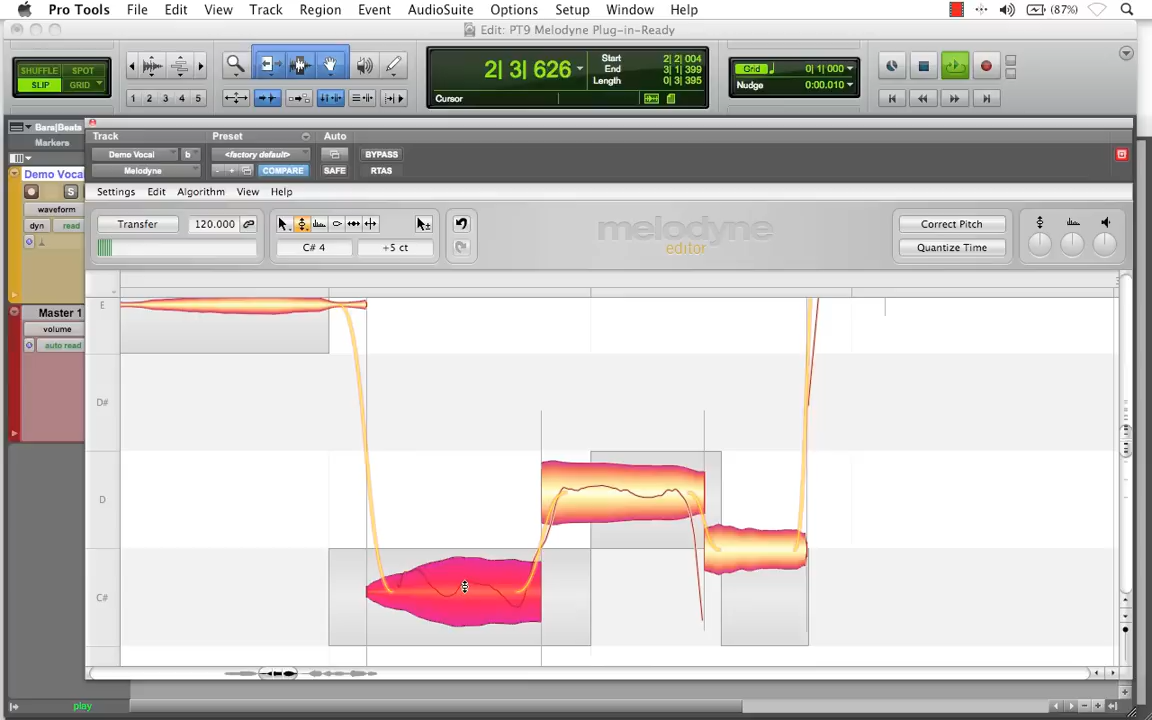 Pro Tools File Edit View Track Region Event AudioSuite Options Setup Window Help (87%)
Edit: PT9 Melodyne Plug-in-Ready
SHUFFLE SPOT
SLIP GRID
1 2 3 4 5
2| 3| 626
Start 2| 2| 004
End 3| 1| 399
Length 0| 3| 395
Cursor
Grid 0| 1| 000
Nudge 0:00.010
Bars|Beats
Markers
Demo Voca
S
waveform
dyn read
Master 1
volume
auto read
Track Preset Auto
Demo Vocal b <factory default> BYPASS
Melodyne - + COMPARE SAFE RTAS
Settings Edit Algorithm View Help
Transfer 120.000
C# 4 +5 ct
melodyne
editor
Correct Pitch
Quantize Time
E
D#
D
C#
play